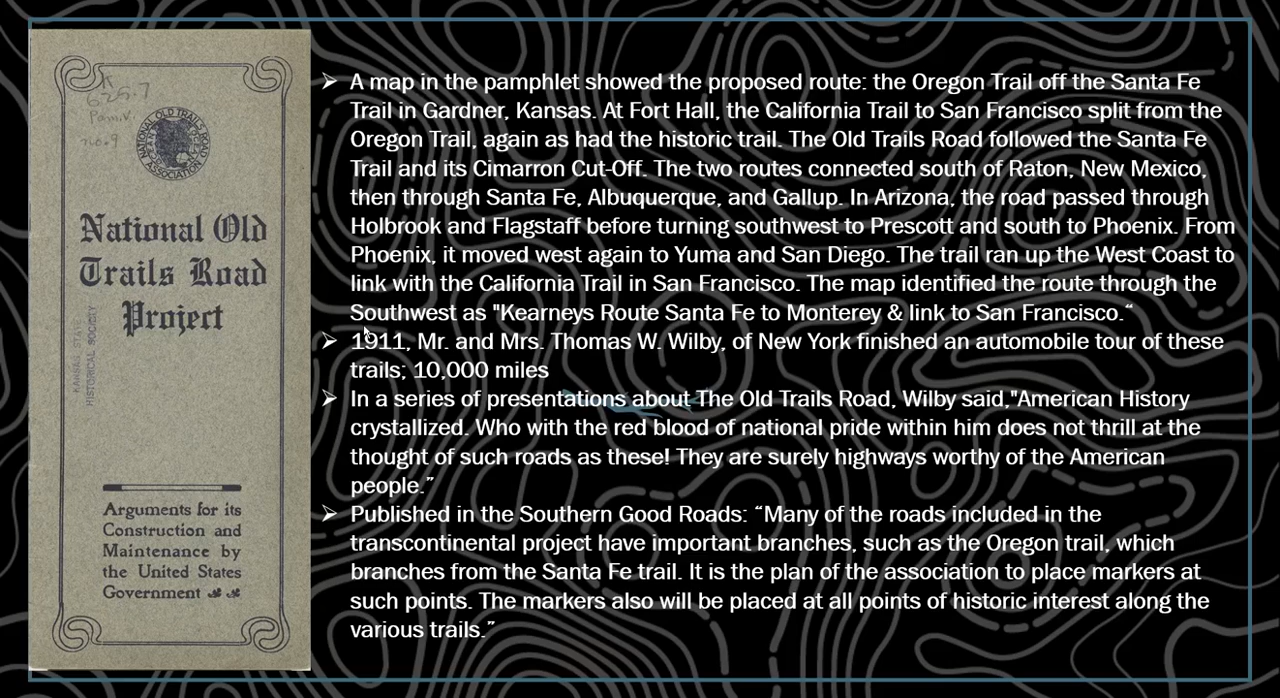 K
625.7
Pam.V.
no.9
NATIONAL OLD TRAILS ROAD
ASSOCIATION
National Old
Trails Road
Project
KANSAS STATE
HISTORICAL SOCIETY
Arguments for its
Construction and
Maintenance by
the United States
Government
➢ A map in the pamphlet showed the proposed route: the Oregon Trail off the Santa Fe
Trail in Gardner, Kansas. At Fort Hall, the California Trail to San Francisco split from the
Oregon Trail, again as had the historic trail. The Old Trails Road followed the Santa Fe
Trail and its Cimarron Cut-Off. The two routes connected south of Raton, New Mexico,
then through Santa Fe, Albuquerque, and Gallup. In Arizona, the road passed through
Holbrook and Flagstaff before turning southwest to Prescott and south to Phoenix. From
Phoenix, it moved west again to Yuma and San Diego. The trail ran up the West Coast to
link with the California Trail in San Francisco. The map identified the route through the
Southwest as "Kearneys Route Santa Fe to Monterey & link to San Francisco.“
➢ 1911, Mr. and Mrs. Thomas W. Wilby, of New York finished an automobile tour of these
trails; 10,000 miles
➢ In a series of presentations about The Old Trails Road, Wilby said,"American History
crystallized. Who with the red blood of national pride within him does not thrill at the
thought of such roads as these! They are surely highways worthy of the American
people.”
➢ Published in the Southern Good Roads: “Many of the roads included in the
transcontinental project have important branches, such as the Oregon trail, which
branches from the Santa Fe trail. It is the plan of the association to place markers at
such points. The markers also will be placed at all points of historic interest along the
various trails.”